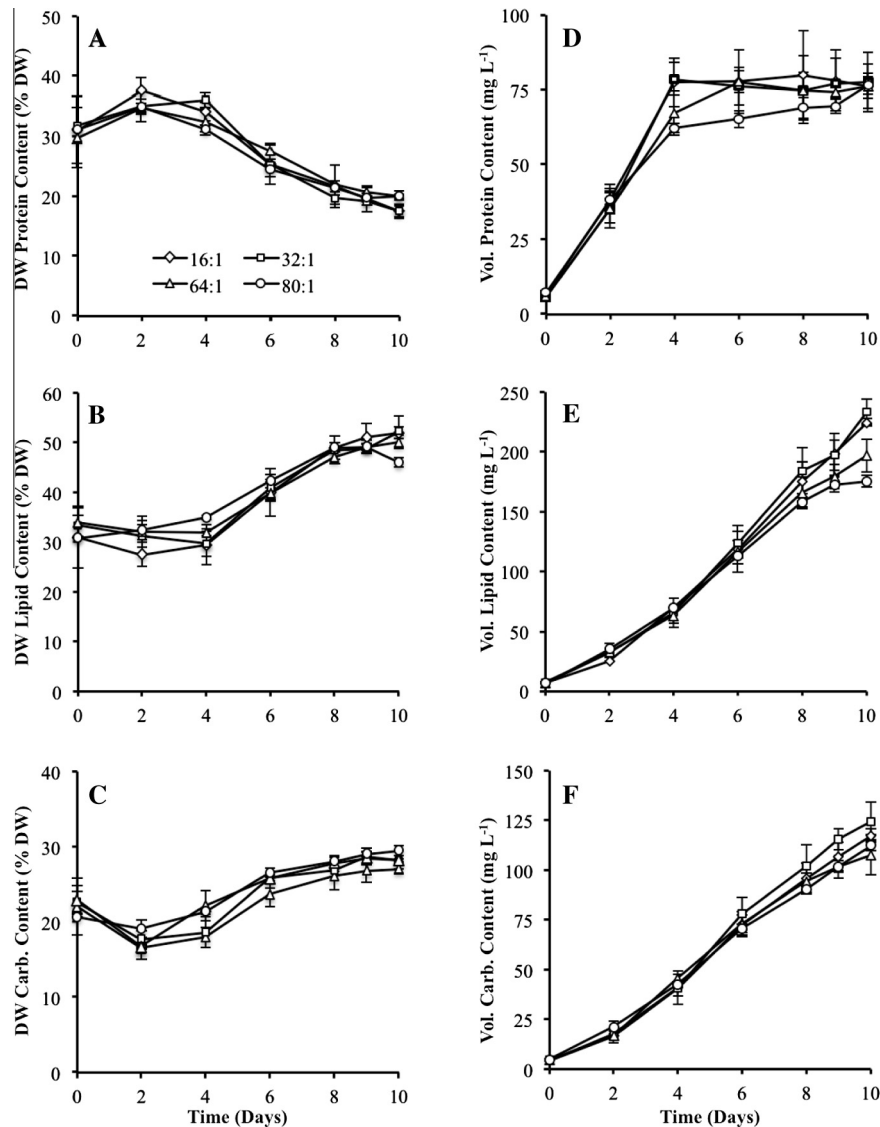 A
DW Protein Content (% DW)
50
40
30
20
10
0
16:1 32:1
64:1 80:1
0 2 4 6 8 10
D
Vol. Protein Content (mg L-1)
100
75
50
25
0
0 2 4 6 8 10
B
DW Lipid Content (% DW)
60
50
40
30
20
10
0
0 2 4 6 8 10
E
Vol. Lipid Content (mg L-1)
250
200
150
100
50
0
0 2 4 6 8 10
C
DW Carb. Content (% DW)
40
30
20
10
0
0 2 4 6 8 10
Time (Days)
F
Vol. Carb. Content (mg L-1)
150
125
100
75
50
25
0
0 2 4 6 8 10
Time (Days)